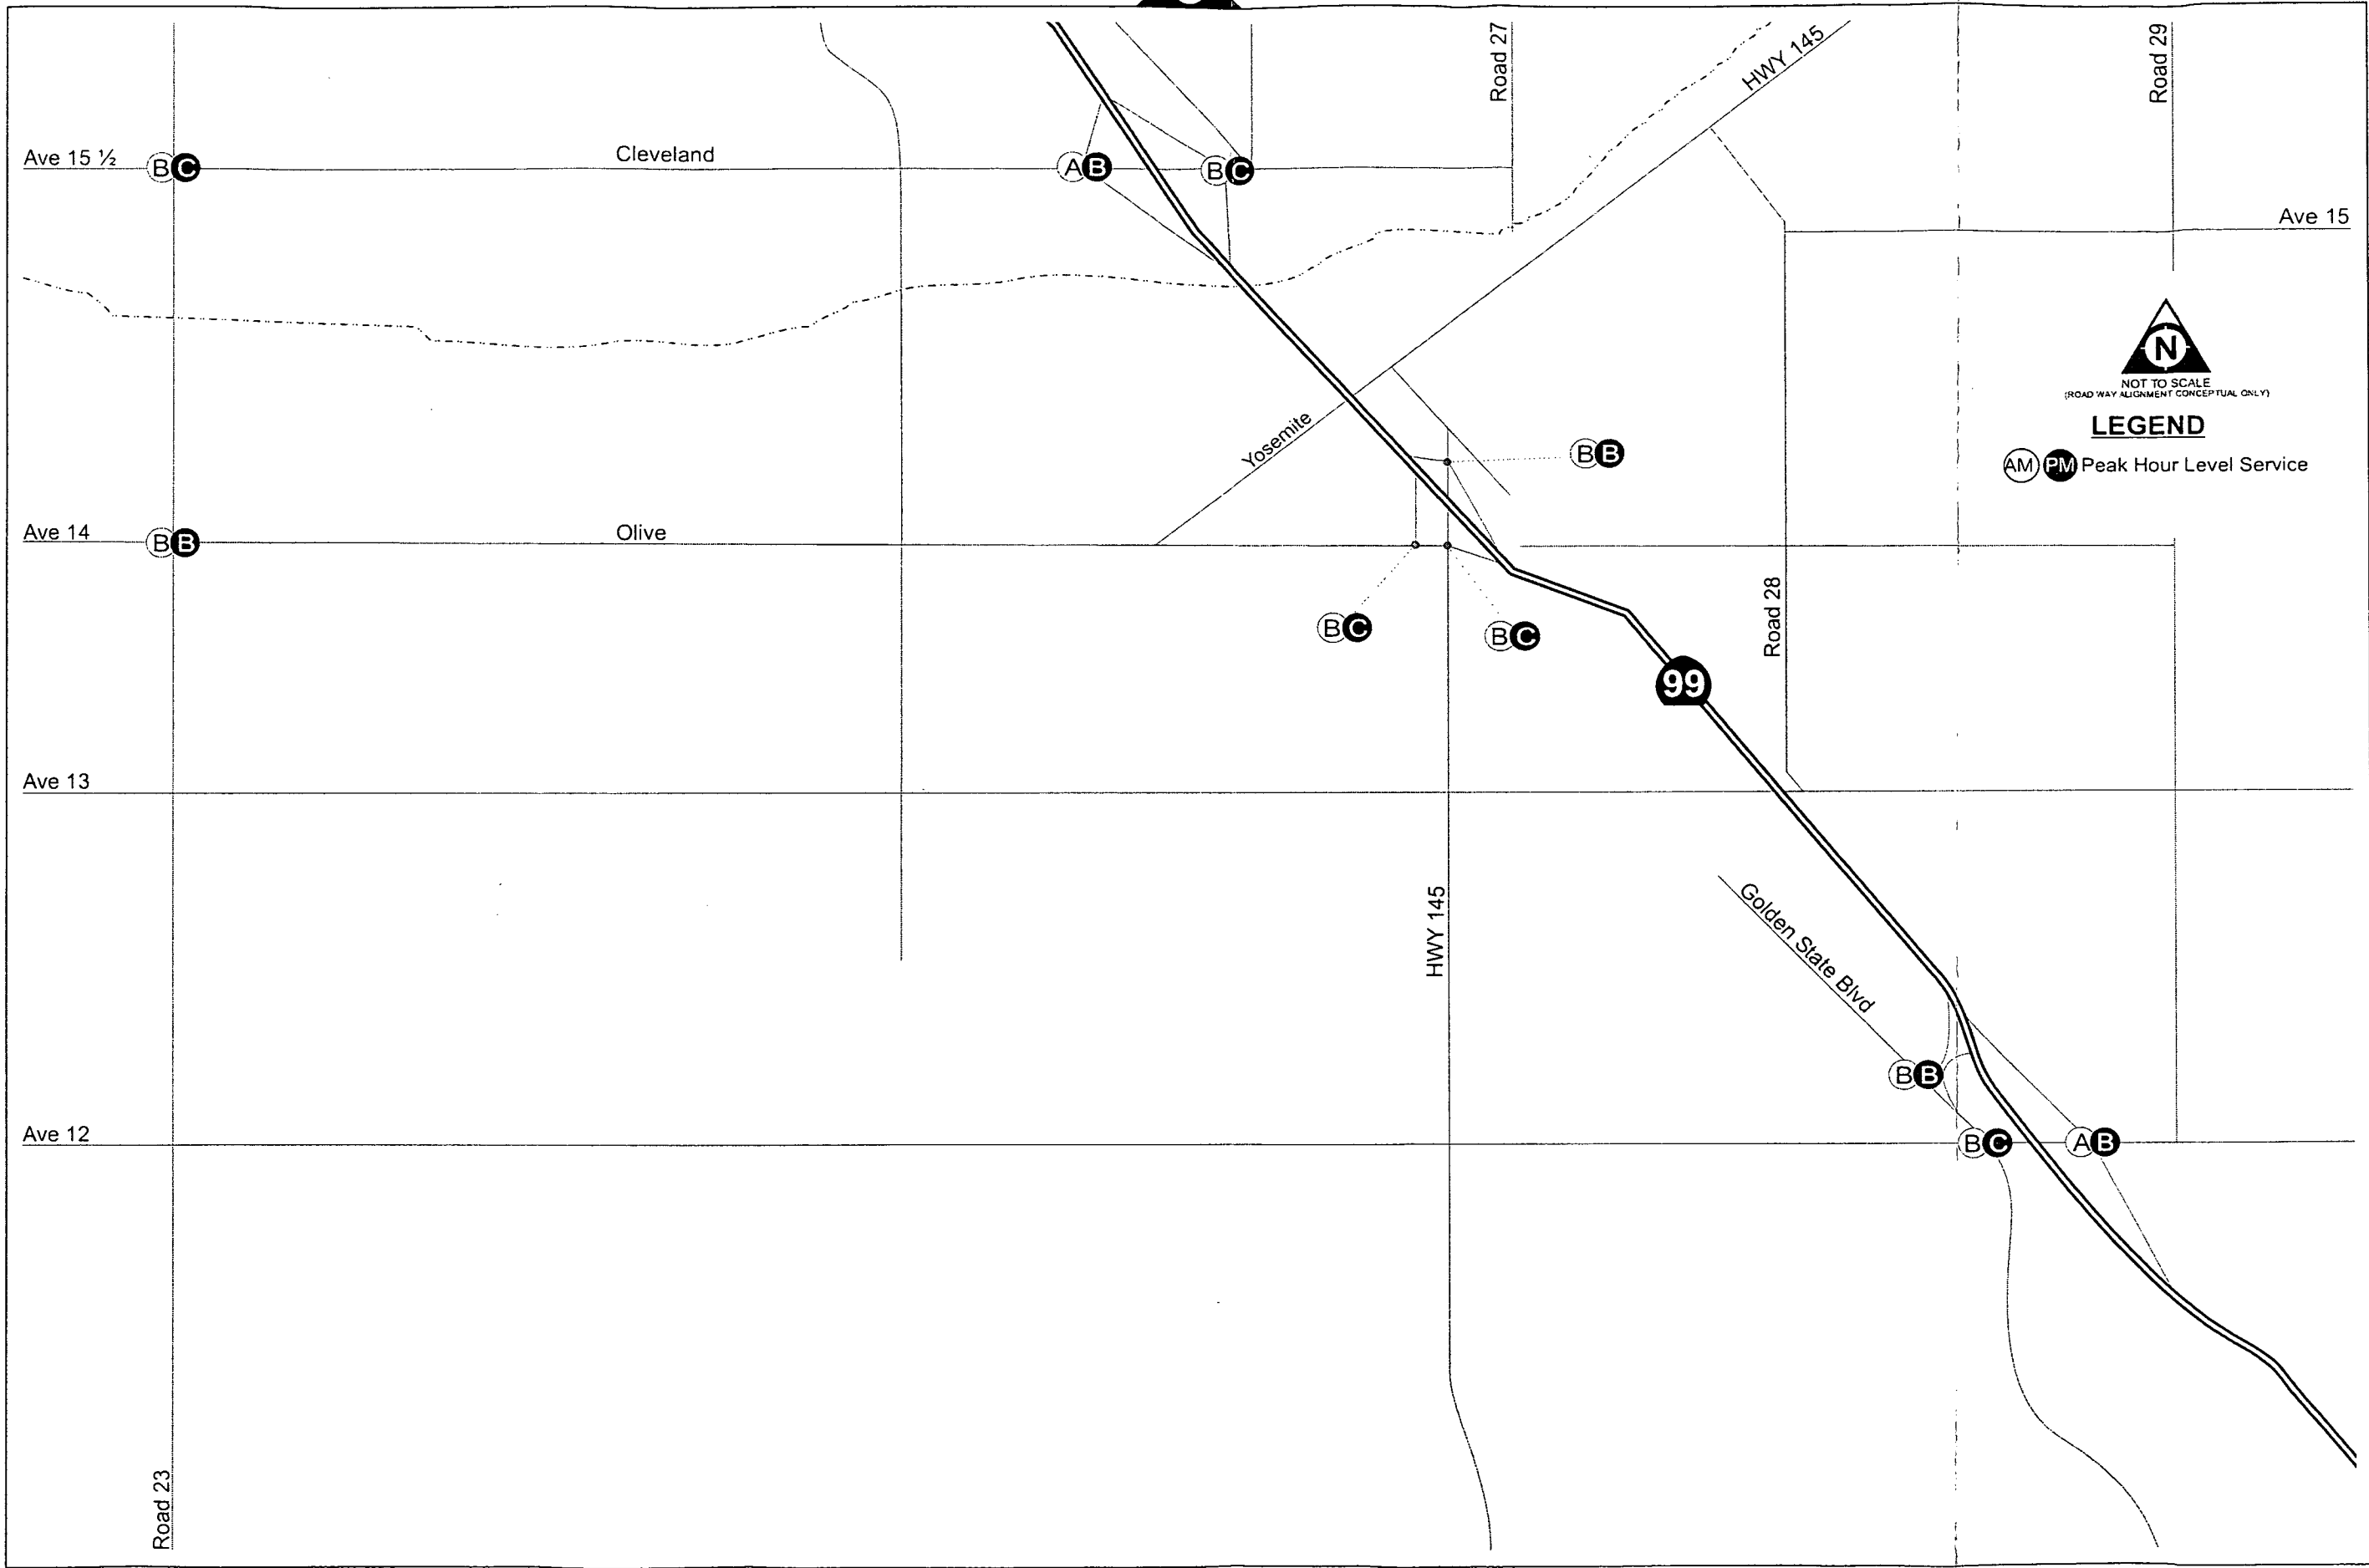 Road 27
HWY 145
Road 29
Ave 15 ½
B C
Cleveland
A B
B C
Ave 15
N
NOT TO SCALE
(ROAD WAY ALIGNMENT CONCEPTUAL ONLY)
LEGEND
AM PM Peak Hour Level Service
Yosemite
B B
Ave 14
B B
Olive
Road 28
B C
B C
99
Ave 13
HWY 145
Golden State Blvd
B B
Ave 12
B C
A B
Road 23